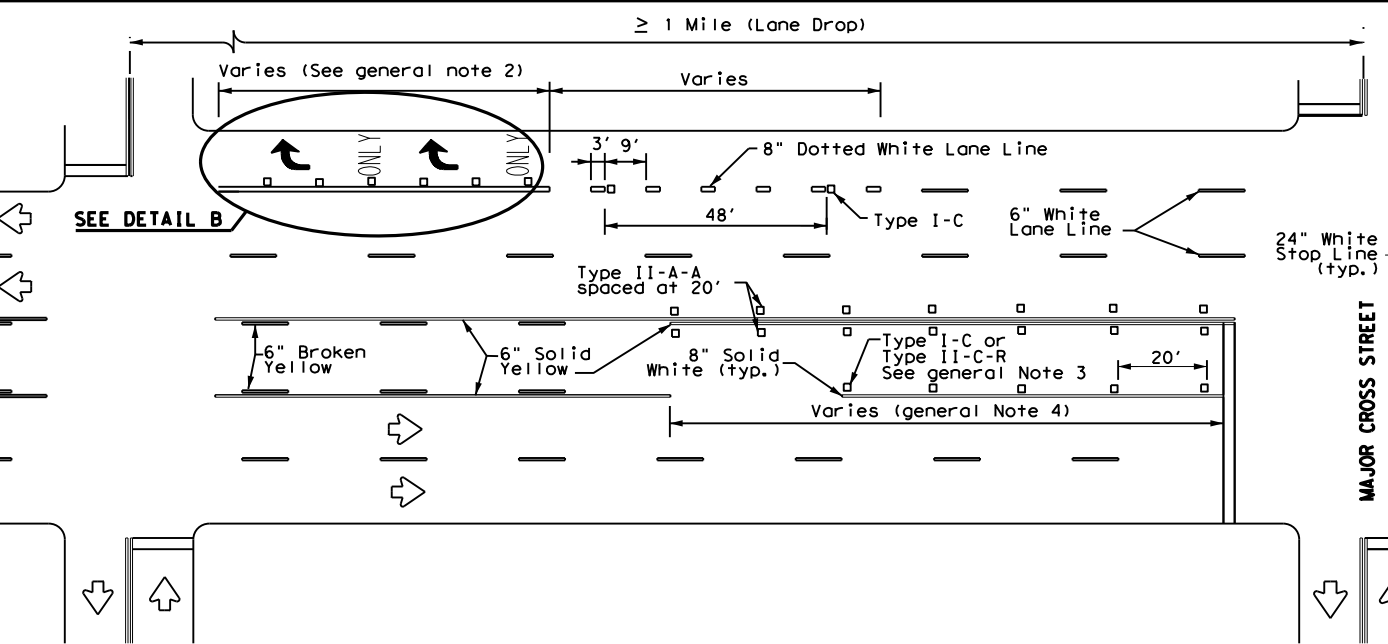 ≥ 1 Mile (Lane Drop)
Varies (See general note 2)
Varies
ONLY
ONLY
3' 9'
8" Dotted White Lane Line
SEE DETAIL B
48'
Type I-C
6" White
Lane Line
24" White
Stop Line
(typ.)
Type II-A-A
spaced at 20'
6" Broken
Yellow
6" Solid
Yellow
8" Solid
White (typ.)
Type I-C or
Type II-C-R
See general Note 3
20'
Varies (general Note 4)
MAJOR CROSS STREET